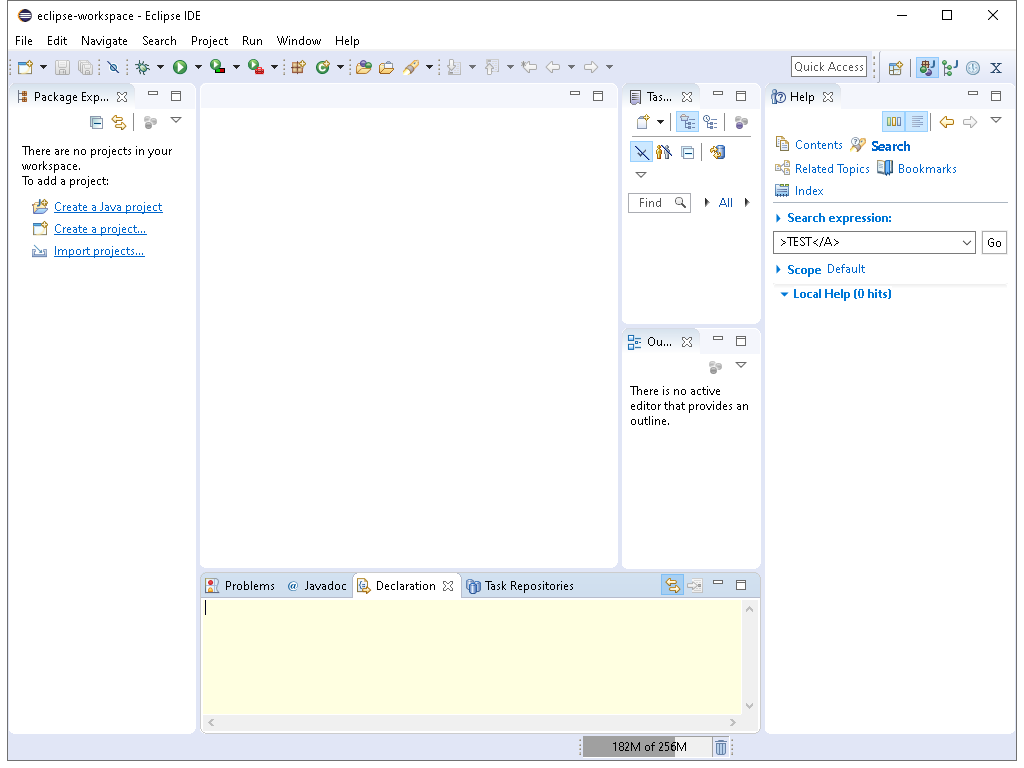 eclipse-workspace - Eclipse IDE
File Edit Navigate Search Project Run Window Help
Quick Access
Package Exp...
There are no projects in your
workspace.
To add a project:
Create a Java project
Create a project...
Import projects...
Tas...
Find
All
Ou...
There is no active
editor that provides an
outline.
Help
Contents Search
Related Topics Bookmarks
Index
Search expression:
>TEST</A> Go
Scope Default
Local Help (0 hits)
Problems @ Javadoc Declaration Task Repositories
182M of 256M